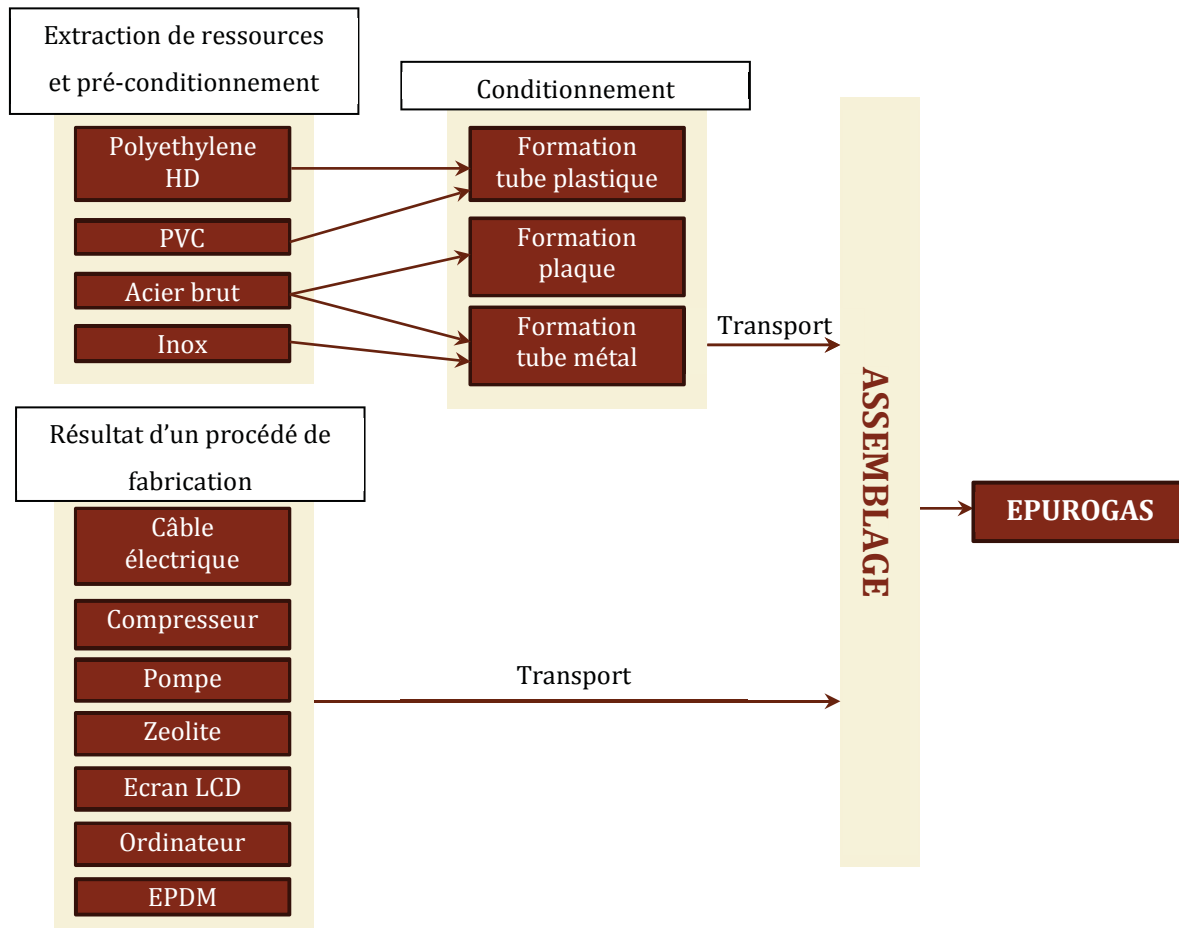 Extraction de ressources
et pré-conditionnement
Polyethylene
HD
PVC
Acier brut
Inox
Conditionnement
Formation
tube plastique
Formation
plaque
Formation
tube métal
Transport
Résultat d'un procédé de
fabrication
Câble
électrique
Compresseur
Pompe
Zeolite
Ecran LCD
Ordinateur
EPDM
Transport
ASSEMBLAGE
EPUROGAS